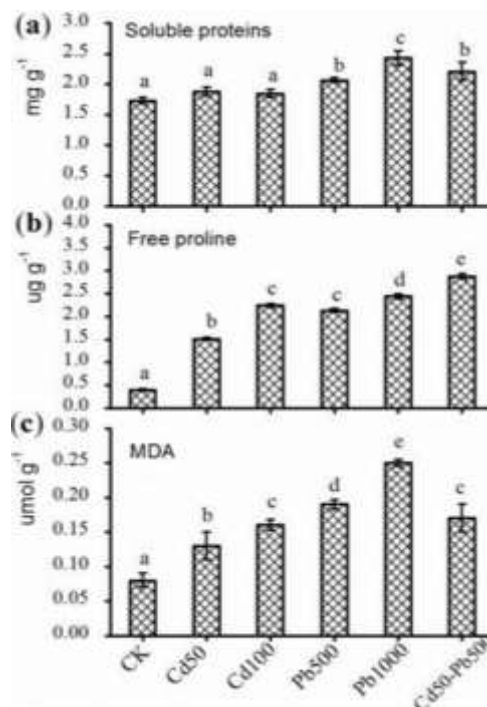 (a)
Soluble proteins
mg g-1
3.0
2.5
2.0
1.5
1.0
0.5
0.0
a
a
a
b
c
b
(b)
Free proline
ug g-1
4.0
3.5
3.0
2.5
2.0
1.5
1.0
0.5
0.0
a
b
c
c
d
e
(c)
MDA
umol g-1
0.30
0.25
0.20
0.15
0.10
0.05
0.00
a
b
c
d
e
c
CK
Cd50
Cd100
Pb500
Pb1000
Cd50-Pb500